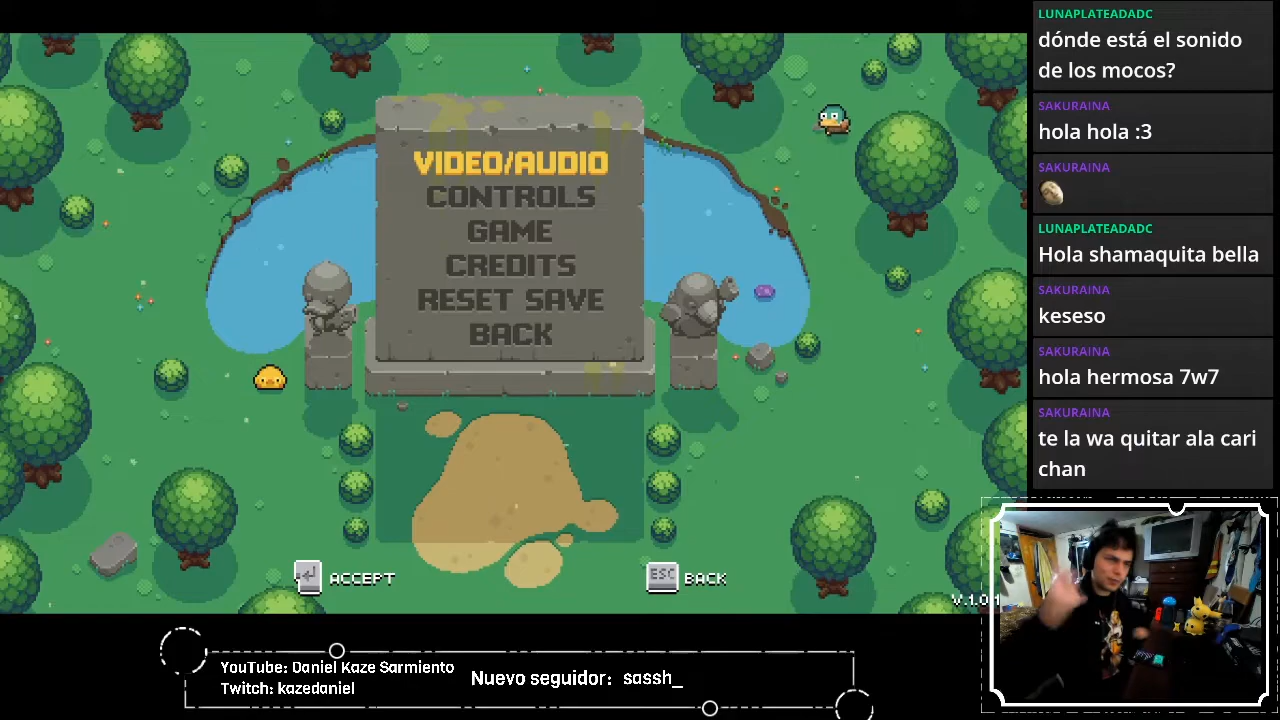 VIDEO/AUDIO
CONTROLS
GAME
CREDITS
RESET SAVE
BACK
ACCEPT
ESC BACK
LUNAPLATEADADC
dónde está el sonido
de los mocos?
SAKURAINA
hola hola :3
SAKURAINA
LUNAPLATEADADC
Hola shamaquita bella
SAKURAINA
keseso
SAKURAINA
hola hermosa 7w7
SAKURAINA
te la wa quitar ala cari
chan
YouTube: Daniel Kaze Sarmiento
Twitch: kazedaniel
Nuevo seguidor: sassh_